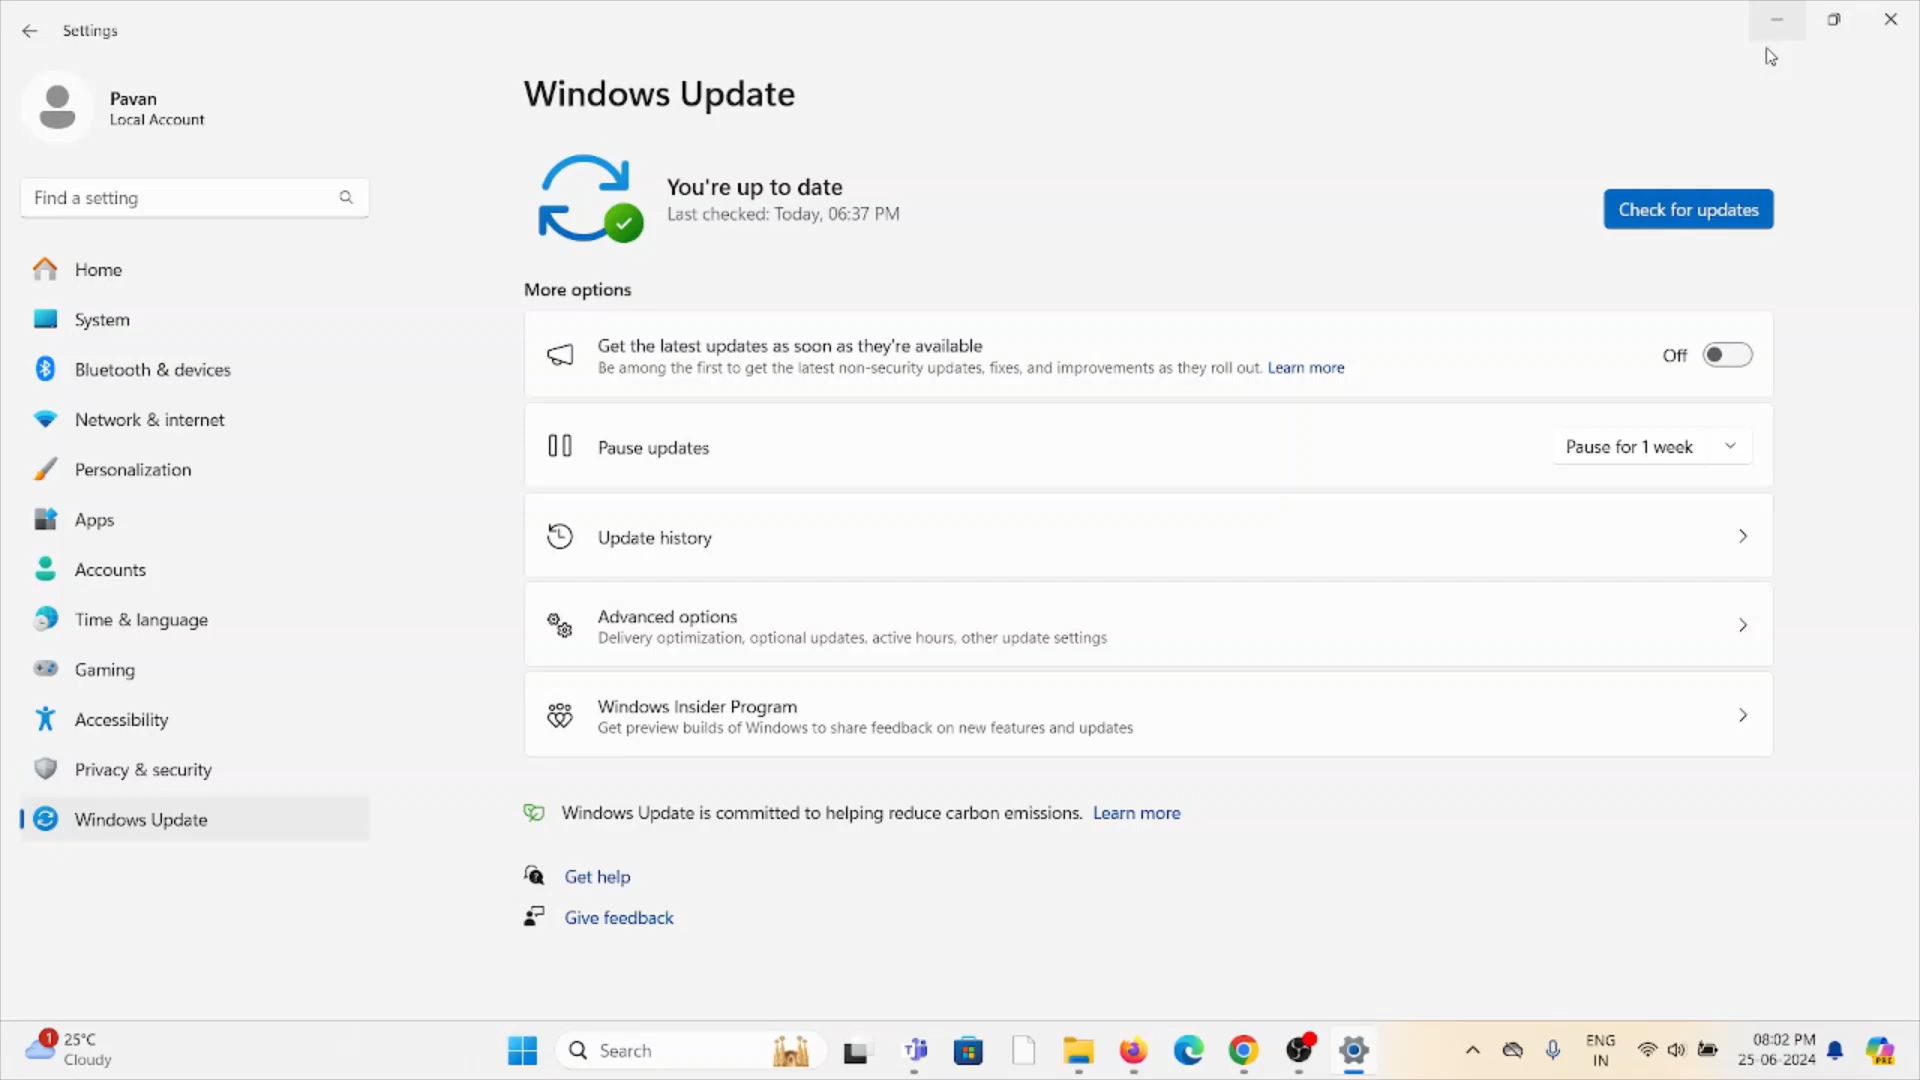 Settings
Pavan
Local Account
Find a setting
Home
System
Bluetooth & devices
Network & internet
Personalization
Apps
Accounts
Time & language
Gaming
Accessibility
Privacy & security
Windows Update
Windows Update
You're up to date
Last checked: Today, 06:37 PM
Check for updates
More options
Get the latest updates as soon as they're available
Be among the first to get the latest non-security updates, fixes, and improvements as they roll out. Learn more
Off
Pause updates
Pause for 1 week
Update history
Advanced options
Delivery optimization, optional updates, active hours, other update settings
Windows Insider Program
Get preview builds of Windows to share feedback on new features and updates
Windows Update is committed to helping reduce carbon emissions. Learn more
Get help
Give feedback
1
25°C
Cloudy
Search
ENG
IN
08:02 PM
25-06-2024
PRE